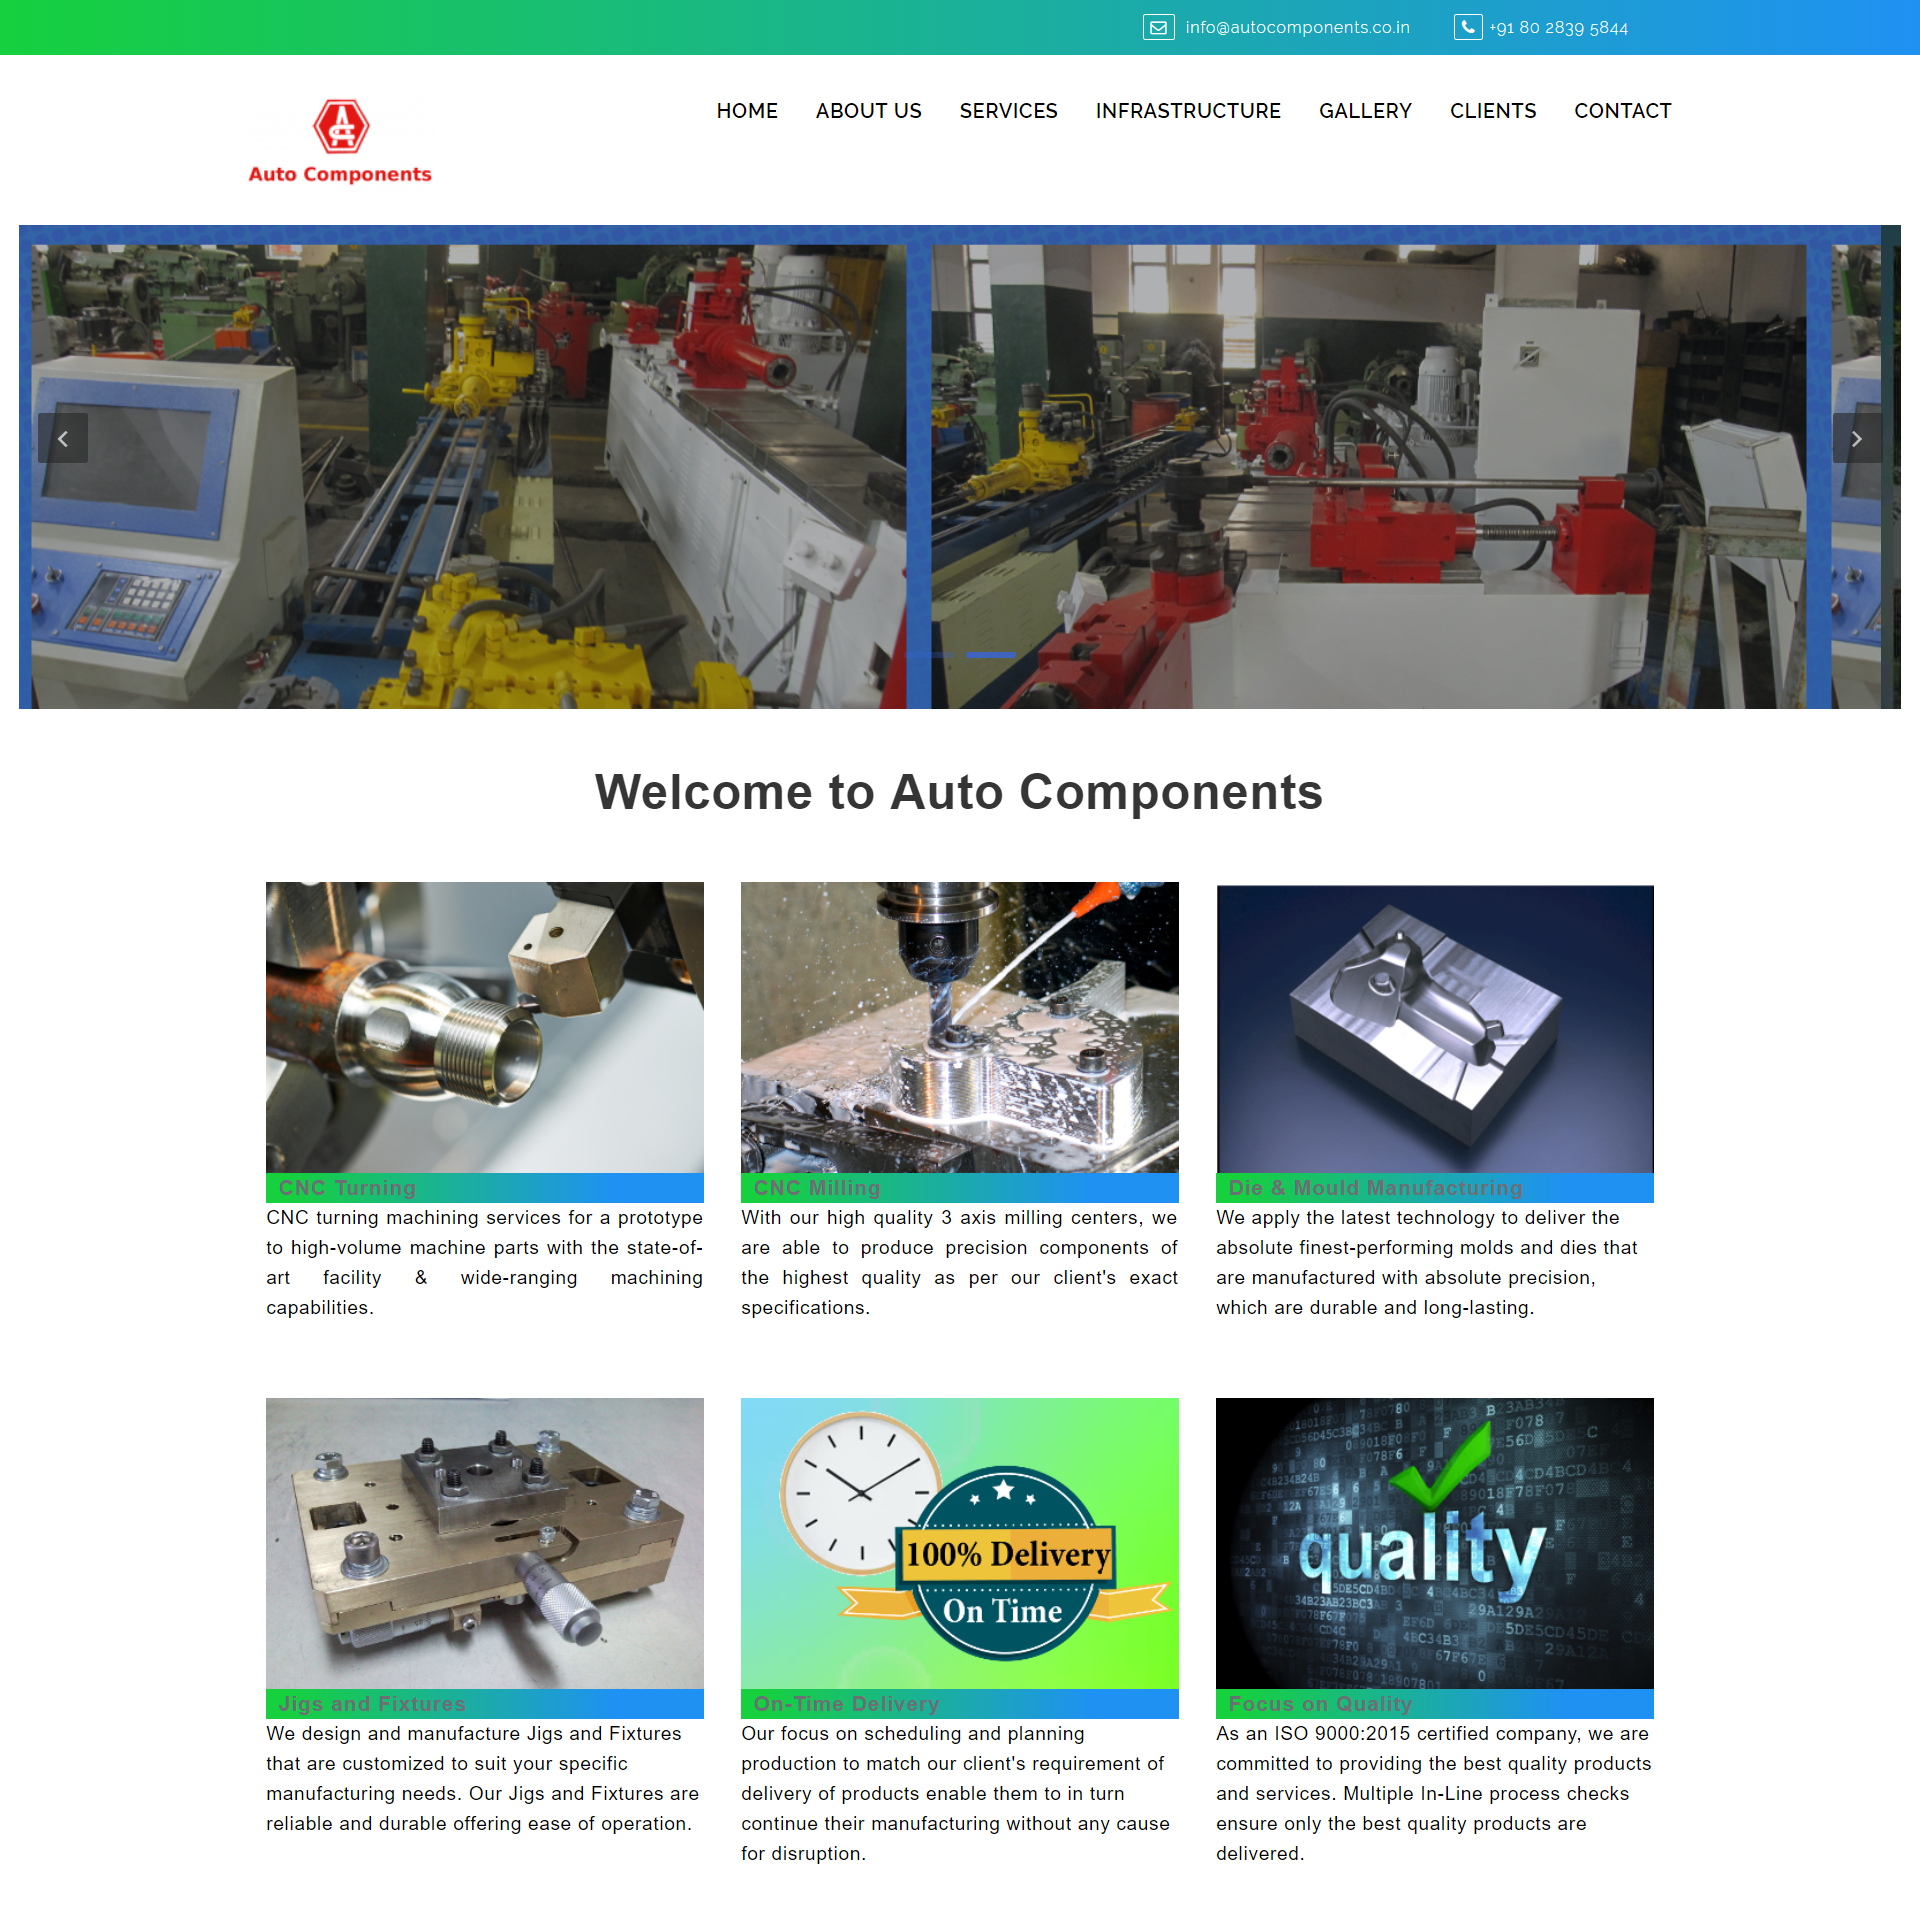 info@autocomponents.co.in +91 80 2839 5844
HOME ABOUT US SERVICES INFRASTRUCTURE GALLERY CLIENTS CONTACT
Auto Components
Welcome to Auto Components
CNC Turning
CNC turning machining services for a prototype
to high-volume machine parts with the state-of-
art facility & wide-ranging machining
capabilities.
CNC Milling
With our high quality 3 axis milling centers, we
are able to produce precision components of
the highest quality as per our client's exact
specifications.
Die & Mould Manufacturing
We apply the latest technology to deliver the
absolute finest-performing molds and dies that
are manufactured with absolute precision,
which are durable and long-lasting.
Jigs and Fixtures
We design and manufacture Jigs and Fixtures
that are customized to suit your specific
manufacturing needs. Our Jigs and Fixtures are
reliable and durable offering ease of operation.
100% Delivery
On Time
On-Time Delivery
Our focus on scheduling and planning
production to match our client's requirement of
delivery of products enable them to in turn
continue their manufacturing without any cause
for disruption.
quality
Focus on Quality
As an ISO 9000:2015 certified company, we are
committed to providing the best quality products
and services. Multiple In-Line process checks
ensure only the best quality products are
delivered.